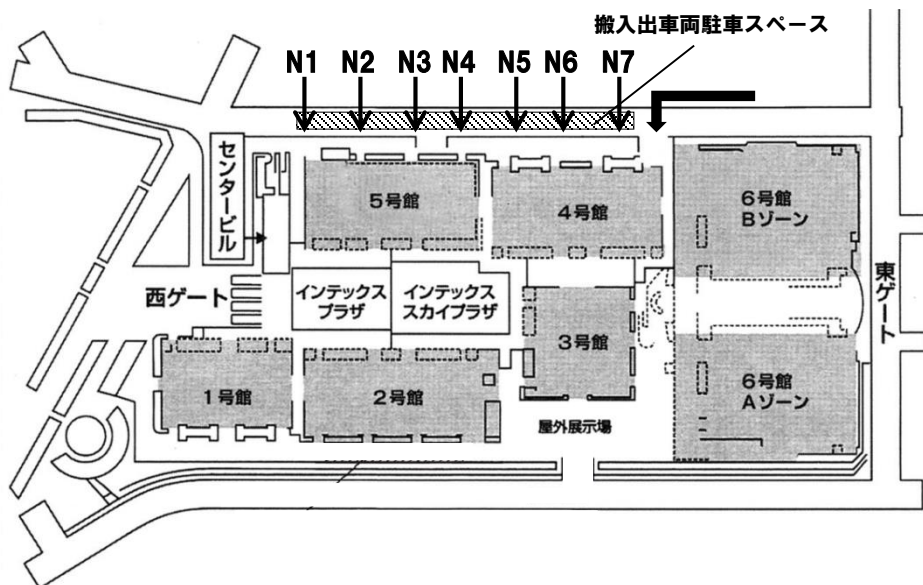 搬入出車両駐車スペース
N1 N2 N3 N4 N5 N6 N7
センタービル
5号館
4号館
6号館
Bゾーン
東ゲート
西ゲート
インテックス
プラザ
インテックス
スカイプラザ
3号館
1号館
2号館
6号館
Aゾーン
屋外展示場